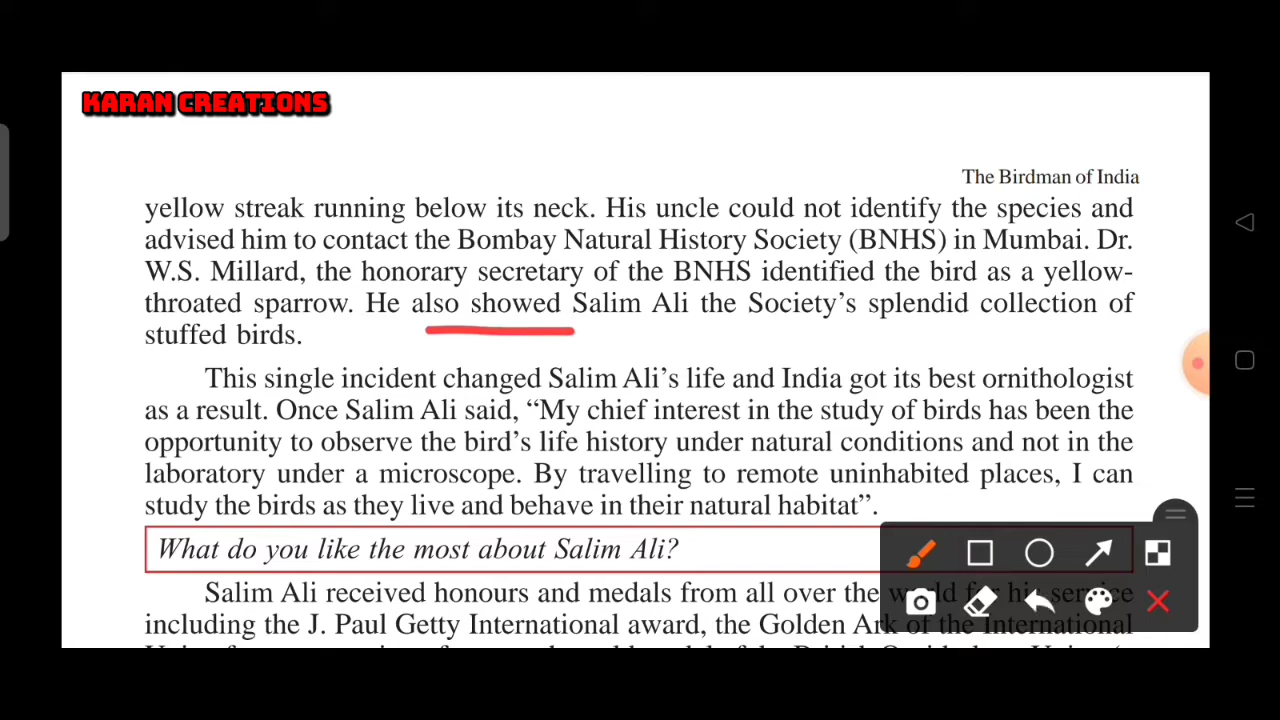 KARAN CREATIONS
The Birdman of India
yellow streak running below its neck. His uncle could not identify the species and
advised him to contact the Bombay Natural History Society (BNHS) in Mumbai. Dr.
W.S. Millard, the honorary secretary of the BNHS identified the bird as a yellow-
throated sparrow. He also showed Salim Ali the Society’s splendid collection of
stuffed birds.
This single incident changed Salim Ali’s life and India got its best ornithologist
as a result. Once Salim Ali said, “My chief interest in the study of birds has been the
opportunity to observe the bird’s life history under natural conditions and not in the
laboratory under a microscope. By travelling to remote uninhabited places, I can
study the birds as they live and behave in their natural habitat”.
What do you like the most about Salim Ali?
Salim Ali received honours and medals from all over the world for his service
including the J. Paul Getty International award, the Golden Ark of the International